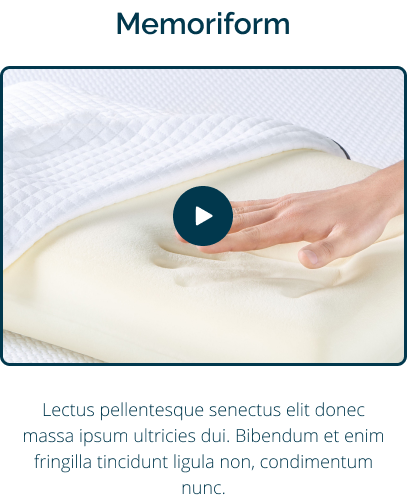 Memoriform
Lectus pellentesque senectus elit donec
massa ipsum ultricies dui. Bibendum et enim
fringilla tincidunt ligula non, condimentum
nunc.